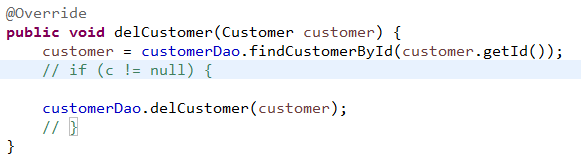 @Override
public void delCustomer(Customer customer) {
    customer = customerDao.findCustomerById(customer.getId());
    // if (c != null) {
    customerDao.delCustomer(customer);
    // }
}